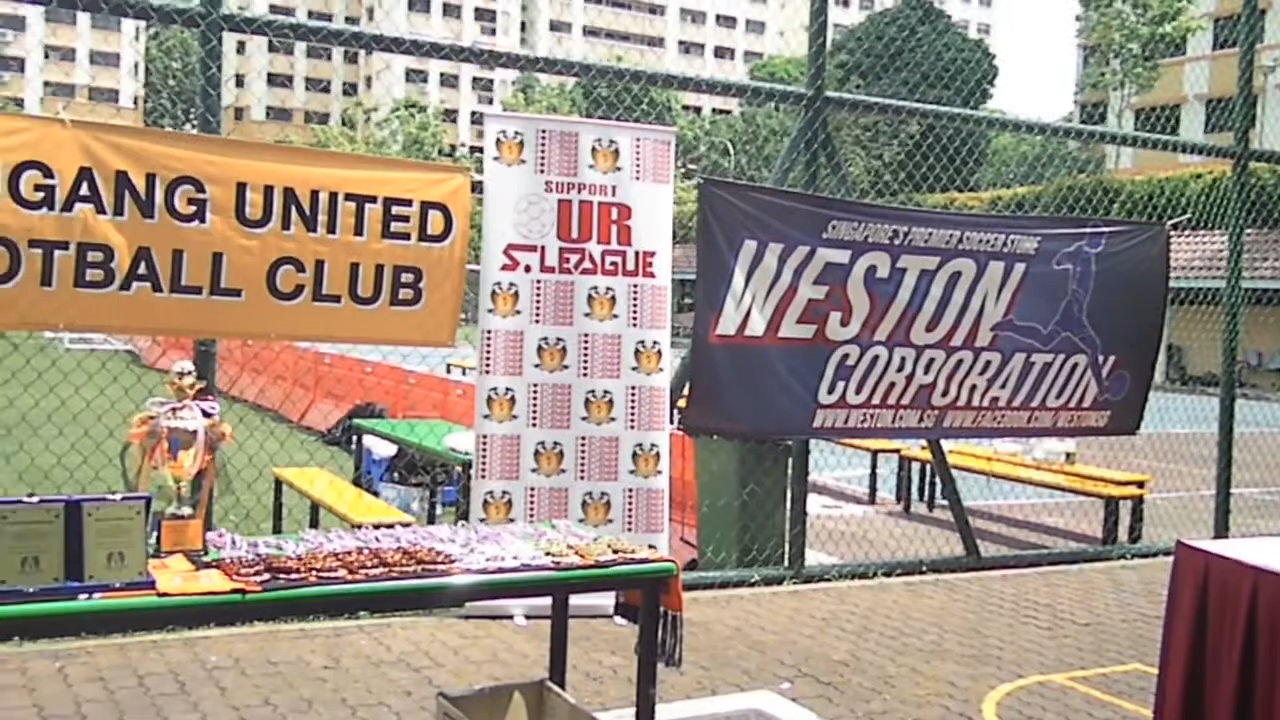 GANG UNITED
OTBALL CLUB
SUPPORT
UR
S.LEAGUE
SINGAPORE'S PREMIER SOCCER STORE
WESTON
CORPORATION
WWW.WESTON.COM.SG WWW.FACEBOOK.COM/WESTONSG